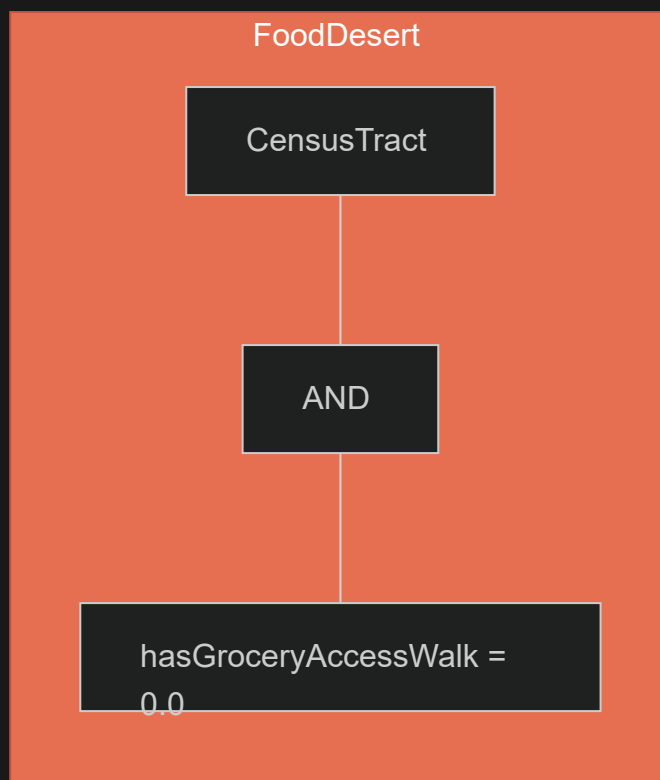 FoodDesert
CensusTract
AND
hasGroceryAccessWalk =
0.0